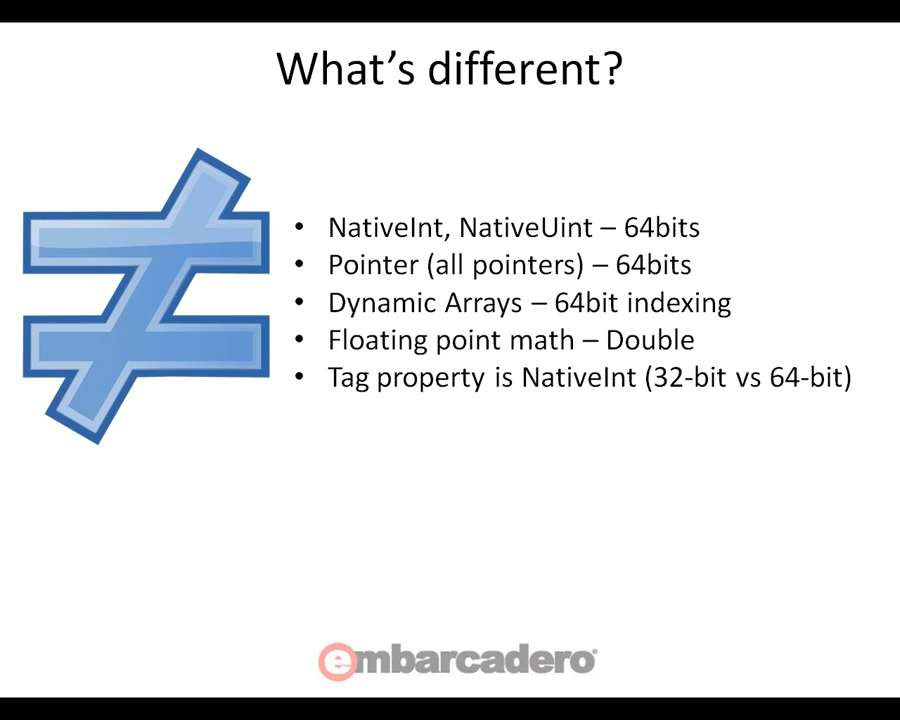 What's different?
• NativeInt, NativeUint – 64bits
• Pointer (all pointers) – 64bits
• Dynamic Arrays – 64bit indexing
• Floating point math – Double
• Tag property is NativeInt (32-bit vs 64-bit)
embarcadero®